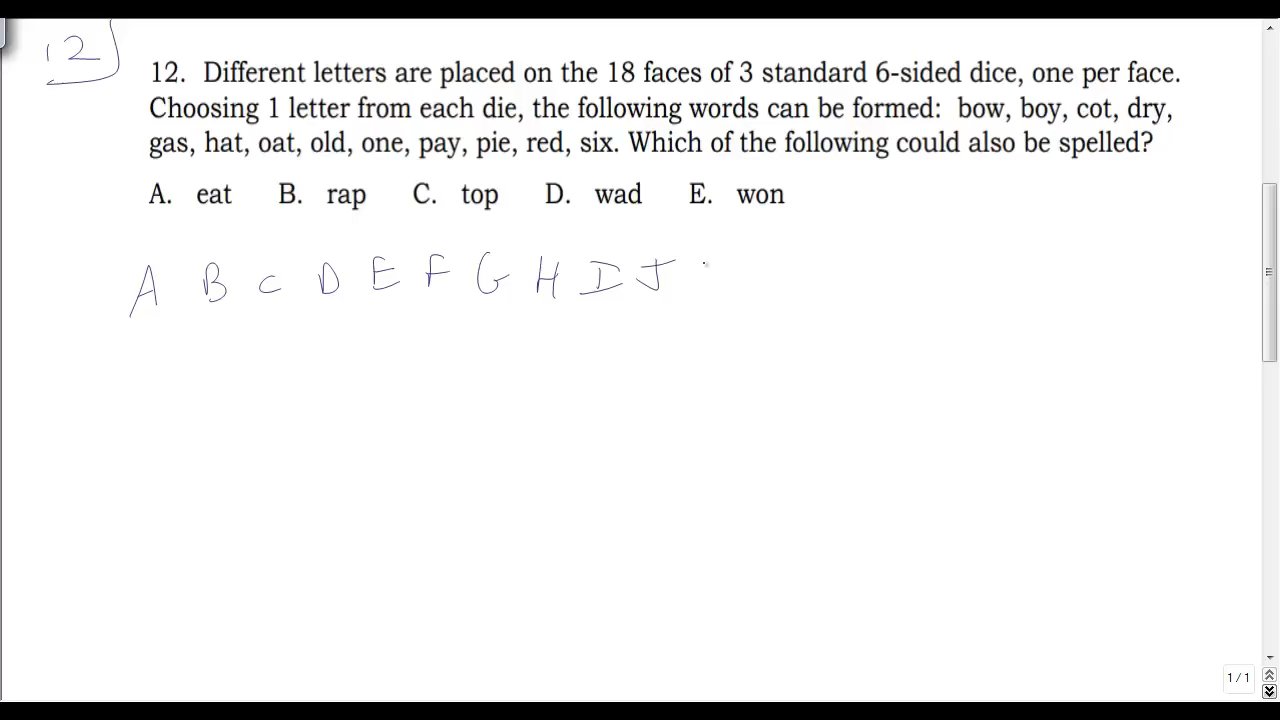 12
12. Different letters are placed on the 18 faces of 3 standard 6-sided dice, one per face.
Choosing 1 letter from each die, the following words can be formed: bow, boy, cot, dry,
gas, hat, oat, old, one, pay, pie, red, six. Which of the following could also be spelled?
A. eat B. rap C. top D. wad E. won
A B C D E F G H I J
1 / 1